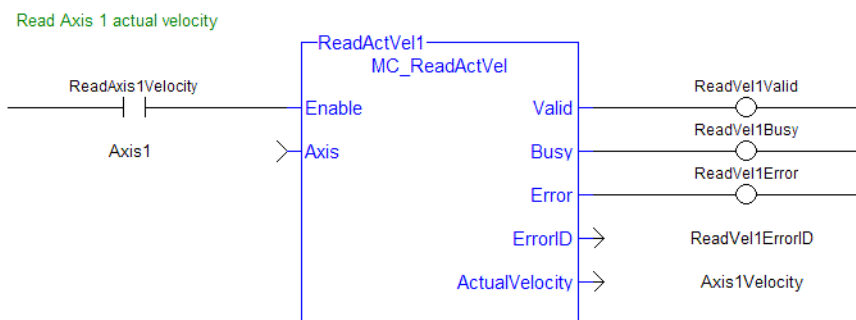 Read Axis 1 actual velocity
ReadActVel1
MC_ReadActVel
ReadAxis1Velocity
Enable
Valid
ReadVel1Valid
Axis1
Axis
Busy
ReadVel1Busy
Error
ReadVel1Error
ErrorID
ReadVel1ErrorID
ActualVelocity
Axis1Velocity